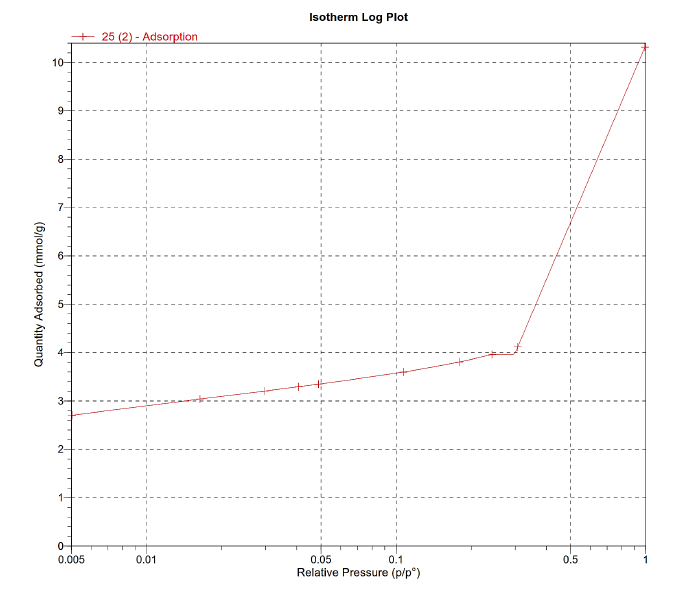 Isotherm Log Plot
25 (2) - Adsorption
10
9
8
7
6
5
4
3
2
1
0
Quantity Adsorbed (mmol/g)
0.005 0.01 0.05 0.1 0.5 1
Relative Pressure (p/p°)